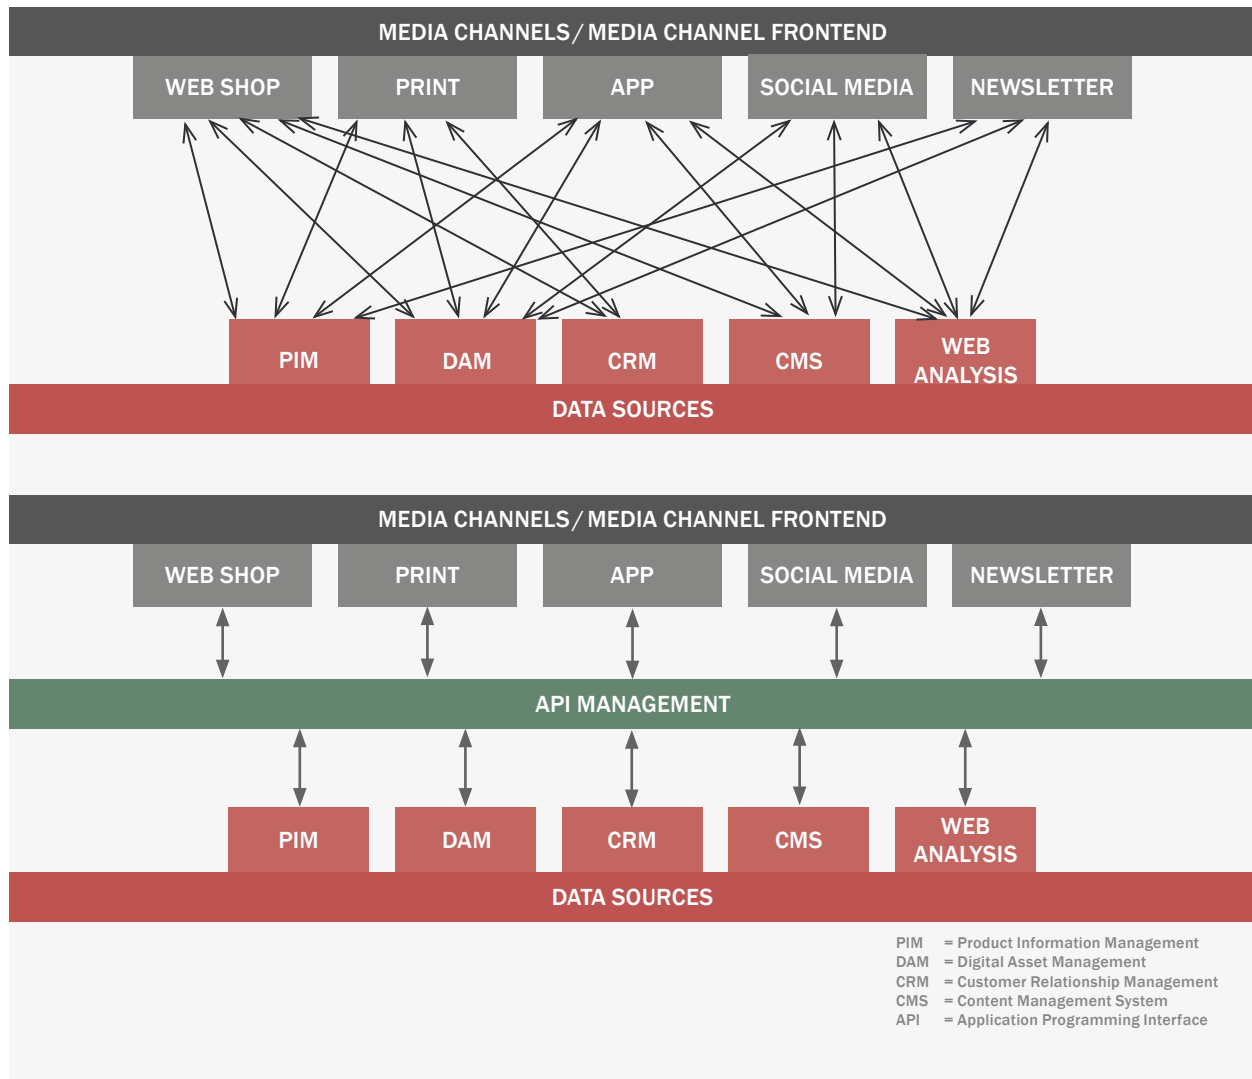 MEDIA CHANNELS / MEDIA CHANNEL FRONTEND
WEB SHOP
PRINT
APP
SOCIAL MEDIA
NEWSLETTER
PIM
DAM
CRM
CMS
WEB
ANALYSIS
DATA SOURCES
MEDIA CHANNELS / MEDIA CHANNEL FRONTEND
WEB SHOP
PRINT
APP
SOCIAL MEDIA
NEWSLETTER
API MANAGEMENT
PIM
DAM
CRM
CMS
WEB
ANALYSIS
DATA SOURCES
PIM = Product Information Management
DAM = Digital Asset Management
CRM = Customer Relationship Management
CMS = Content Management System
API = Application Programming Interface